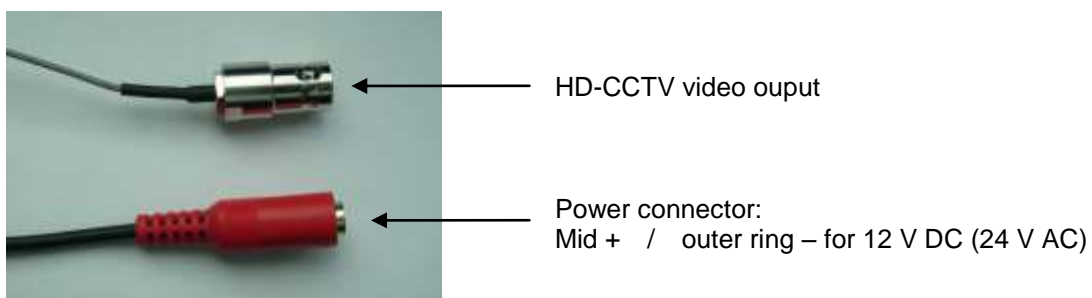 HD-CCTV video ouput
Power connector:
Mid + / outer ring – for 12 V DC (24 V AC)